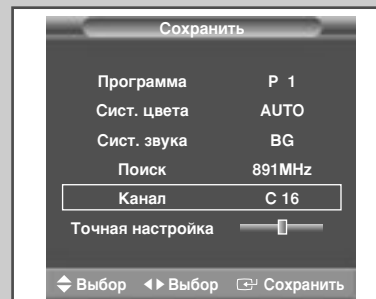 Сохранить
Программа P 1
Сист. цвета AUTO
Сист. звука BG
Поиск 891MHz
Канал C 16
Точная настройка
Выбор Выбор Сохранить